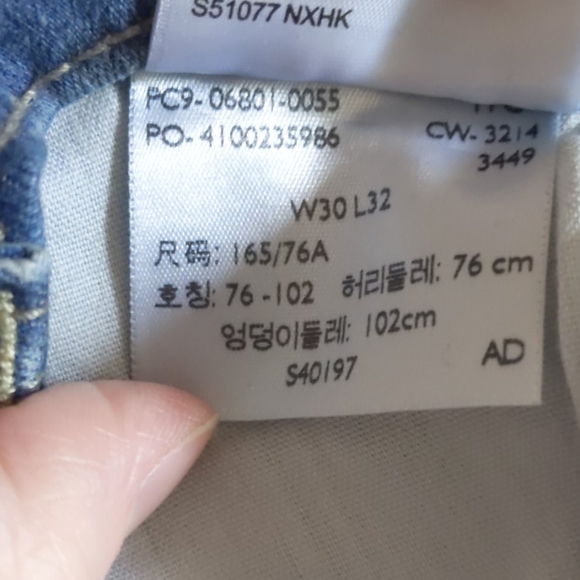 S51077 NXHK
PC9- 06801-0055
PO- 4100235986
CW- 3214
3449
W30 L32
尺码: 165/76A
호칭: 76 -102 허리둘레: 76 cm
엉덩이둘레: 102cm
S40197
AD